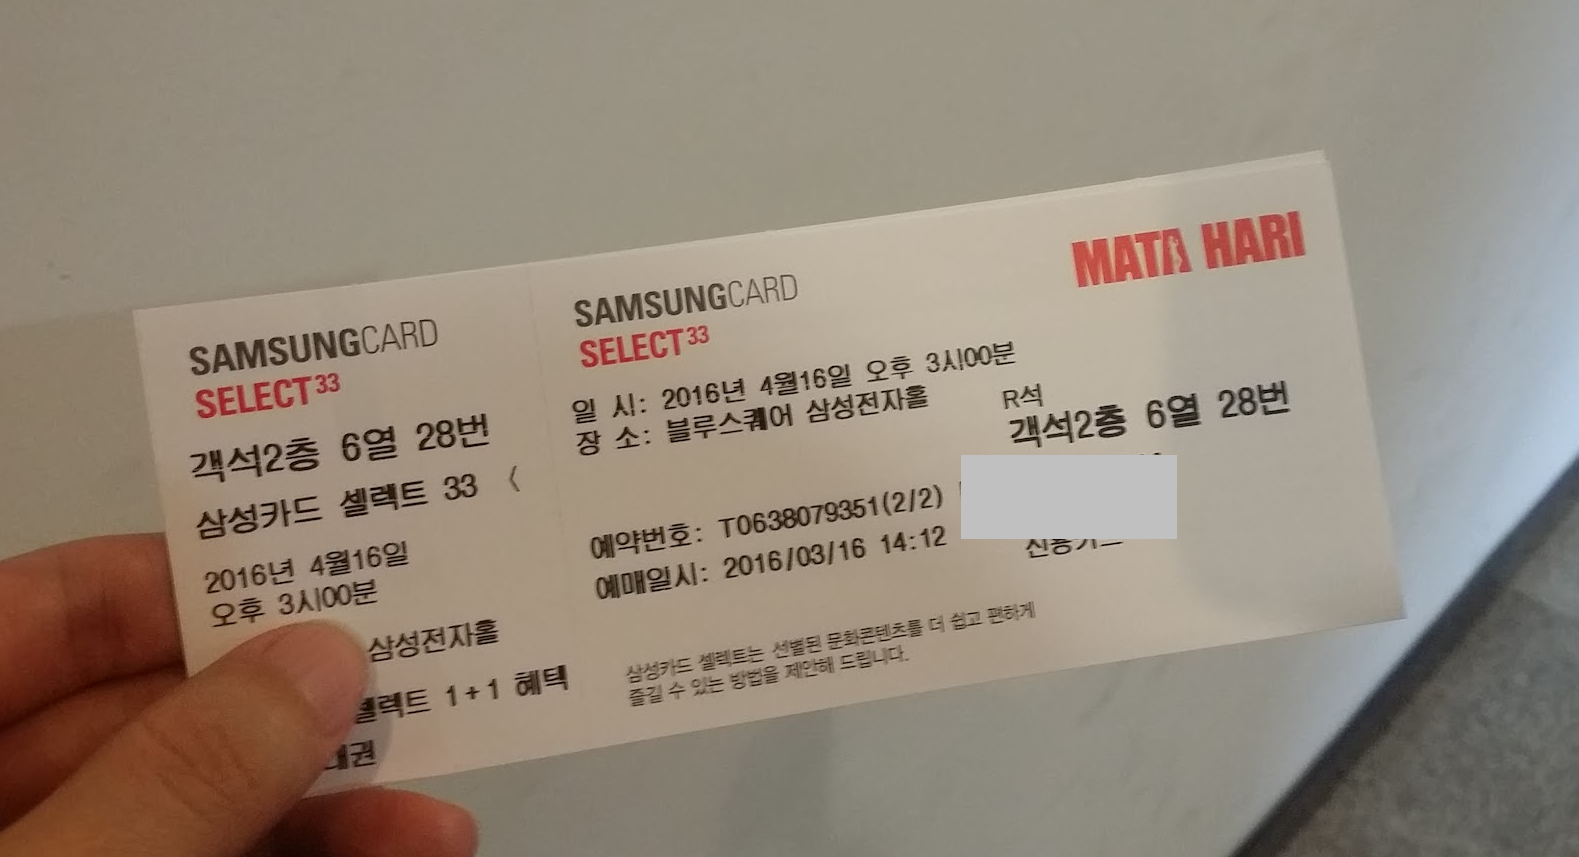 SAMSUNGCARD
SELECT33
객석2층 6열 28번
삼성카드 셀렉트 33 <
2016년 4월16일
오후 3시00분
삼성전자홀
셀렉트 1+1 혜택
SAMSUNGCARD
SELECT33
MATA HARI
일 시: 2016년 4월16일 오후 3시00분
장 소: 블루스퀘어 삼성전자홀
R석
객석2층 6열 28번
예약번호: T0638079351(2/2)
예매일시: 2016/03/16 14:12
신용카드
삼성카드 셀렉트는 선별된 문화콘텐츠를 더 쉽고 편하게
즐길 수 있는 방법을 제안해 드립니다.